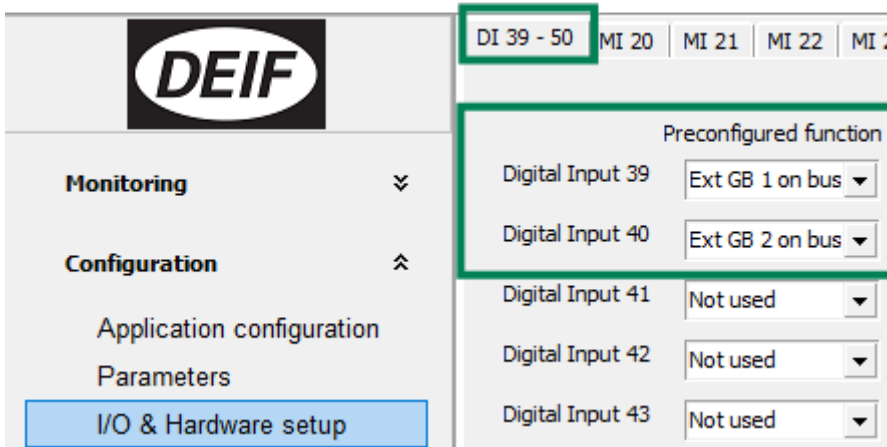 DEIF
DI 39 - 50 MI 20 MI 21 MI 22
Preconfigured function
Monitoring
Configuration
Application configuration
Parameters
I/O & Hardware setup
Digital Input 39 Ext GB 1 on bus
Digital Input 40 Ext GB 2 on bus
Digital Input 41 Not used
Digital Input 42 Not used
Digital Input 43 Not used